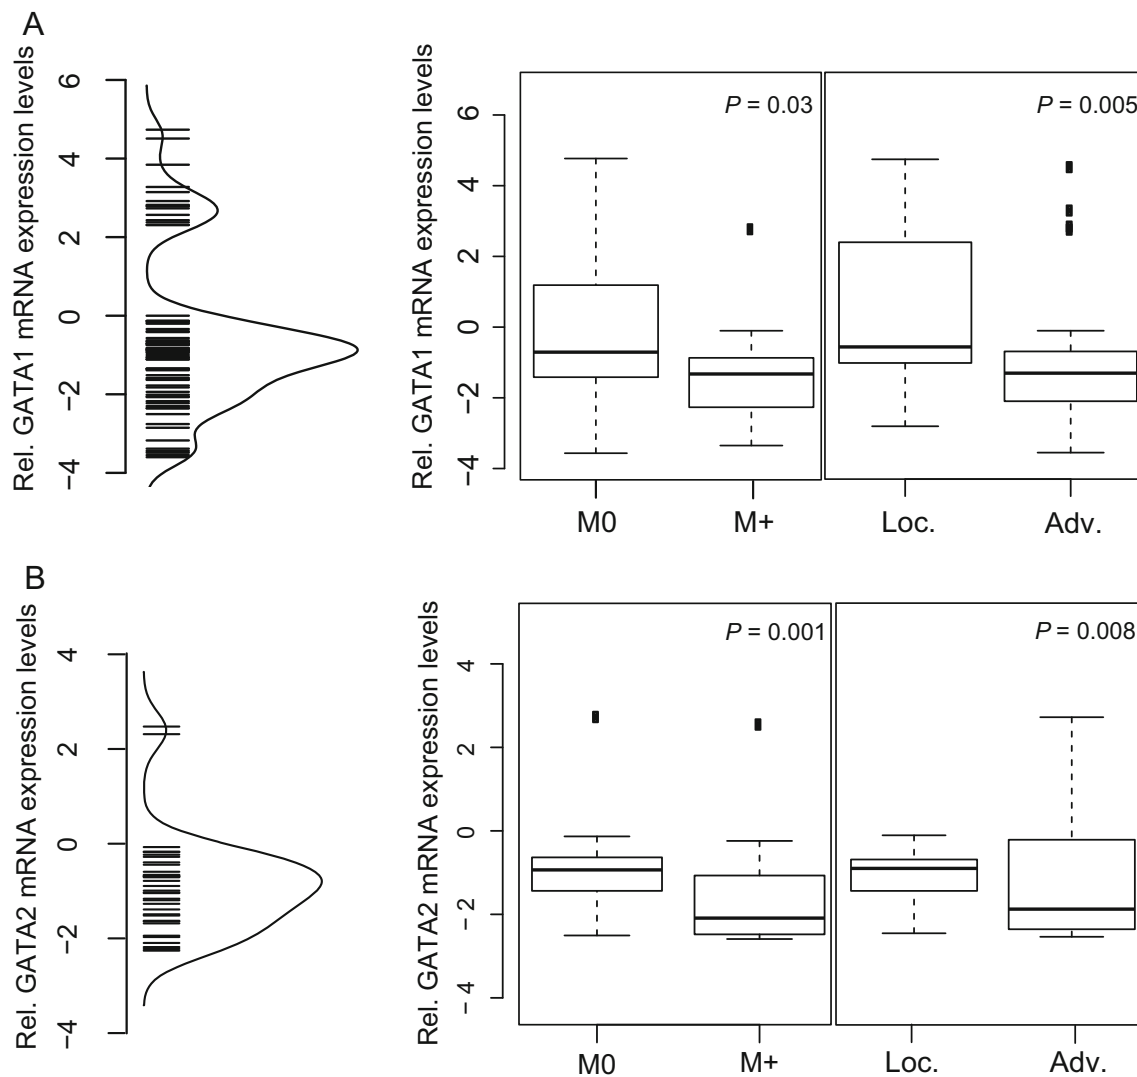 A
Rel. GATA1 mRNA expression levels
6
4
2
0
−2
−4
Rel. GATA1 mRNA expression levels
6
4
2
0
−2
−4
P = 0.03
P = 0.005
M0
M+
Loc.
Adv.
B
Rel. GATA2 mRNA expression levels
4
2
0
−2
−4
Rel. GATA2 mRNA expression levels
4
2
0
−2
−4
P = 0.001
P = 0.008
M0
M+
Loc.
Adv.